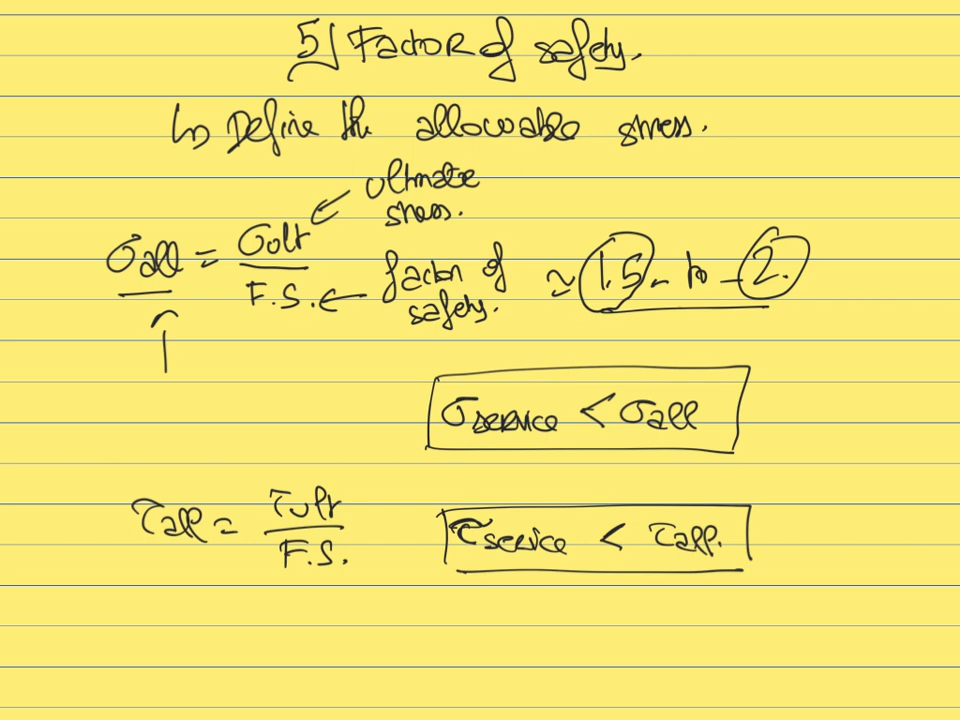 5) Factor of safety.
↳ Define the allowable stress.
σall = σult / F.S. ← ultimate stress.
← factor of safety. ≈ 1.5 - to - 2.
σservice < σall
τall = τult / F.S.
τservice < τall.